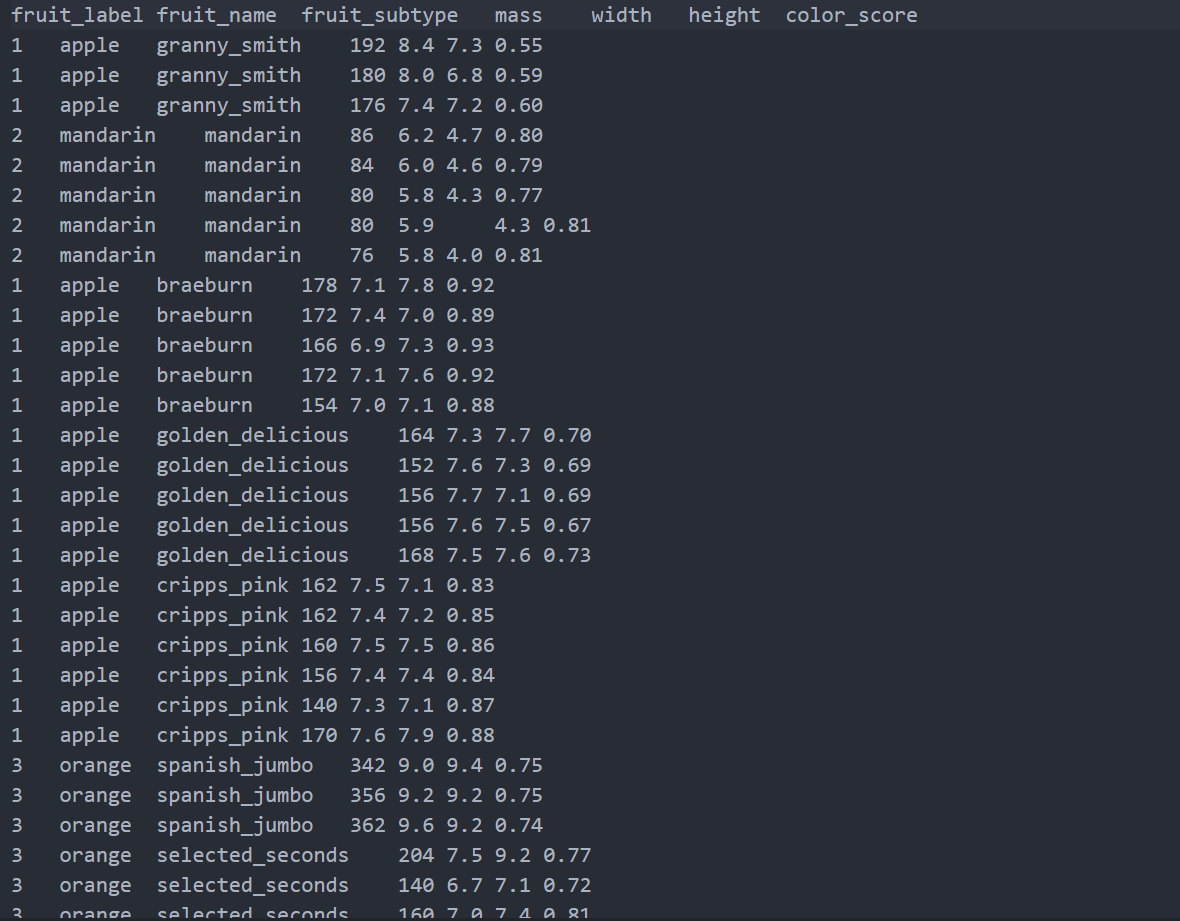 fruit_label fruit_name fruit_subtype mass width height color_score
1 apple granny_smith 192 8.4 7.3 0.55
1 apple granny_smith 180 8.0 6.8 0.59
1 apple granny_smith 176 7.4 7.2 0.60
2 mandarin mandarin 86 6.2 4.7 0.80
2 mandarin mandarin 84 6.0 4.6 0.79
2 mandarin mandarin 80 5.8 4.3 0.77
2 mandarin mandarin 80 5.9 4.3 0.81
2 mandarin mandarin 76 5.8 4.0 0.81
1 apple braeburn 178 7.1 7.8 0.92
1 apple braeburn 172 7.4 7.0 0.89
1 apple braeburn 166 6.9 7.3 0.93
1 apple braeburn 172 7.1 7.6 0.92
1 apple braeburn 154 7.0 7.1 0.88
1 apple golden_delicious 164 7.3 7.7 0.70
1 apple golden_delicious 152 7.6 7.3 0.69
1 apple golden_delicious 156 7.7 7.1 0.69
1 apple golden_delicious 156 7.6 7.5 0.67
1 apple golden_delicious 168 7.5 7.6 0.73
1 apple cripps_pink 162 7.5 7.1 0.83
1 apple cripps_pink 162 7.4 7.2 0.85
1 apple cripps_pink 160 7.5 7.5 0.86
1 apple cripps_pink 156 7.4 7.4 0.84
1 apple cripps_pink 140 7.3 7.1 0.87
1 apple cripps_pink 170 7.6 7.9 0.88
3 orange spanish_jumbo 342 9.0 9.4 0.75
3 orange spanish_jumbo 356 9.2 9.2 0.75
3 orange spanish_jumbo 362 9.6 9.2 0.74
3 orange selected_seconds 204 7.5 9.2 0.77
3 orange selected_seconds 140 6.7 7.1 0.72
3 orange selected_seconds 160 7.0 7.4 0.81